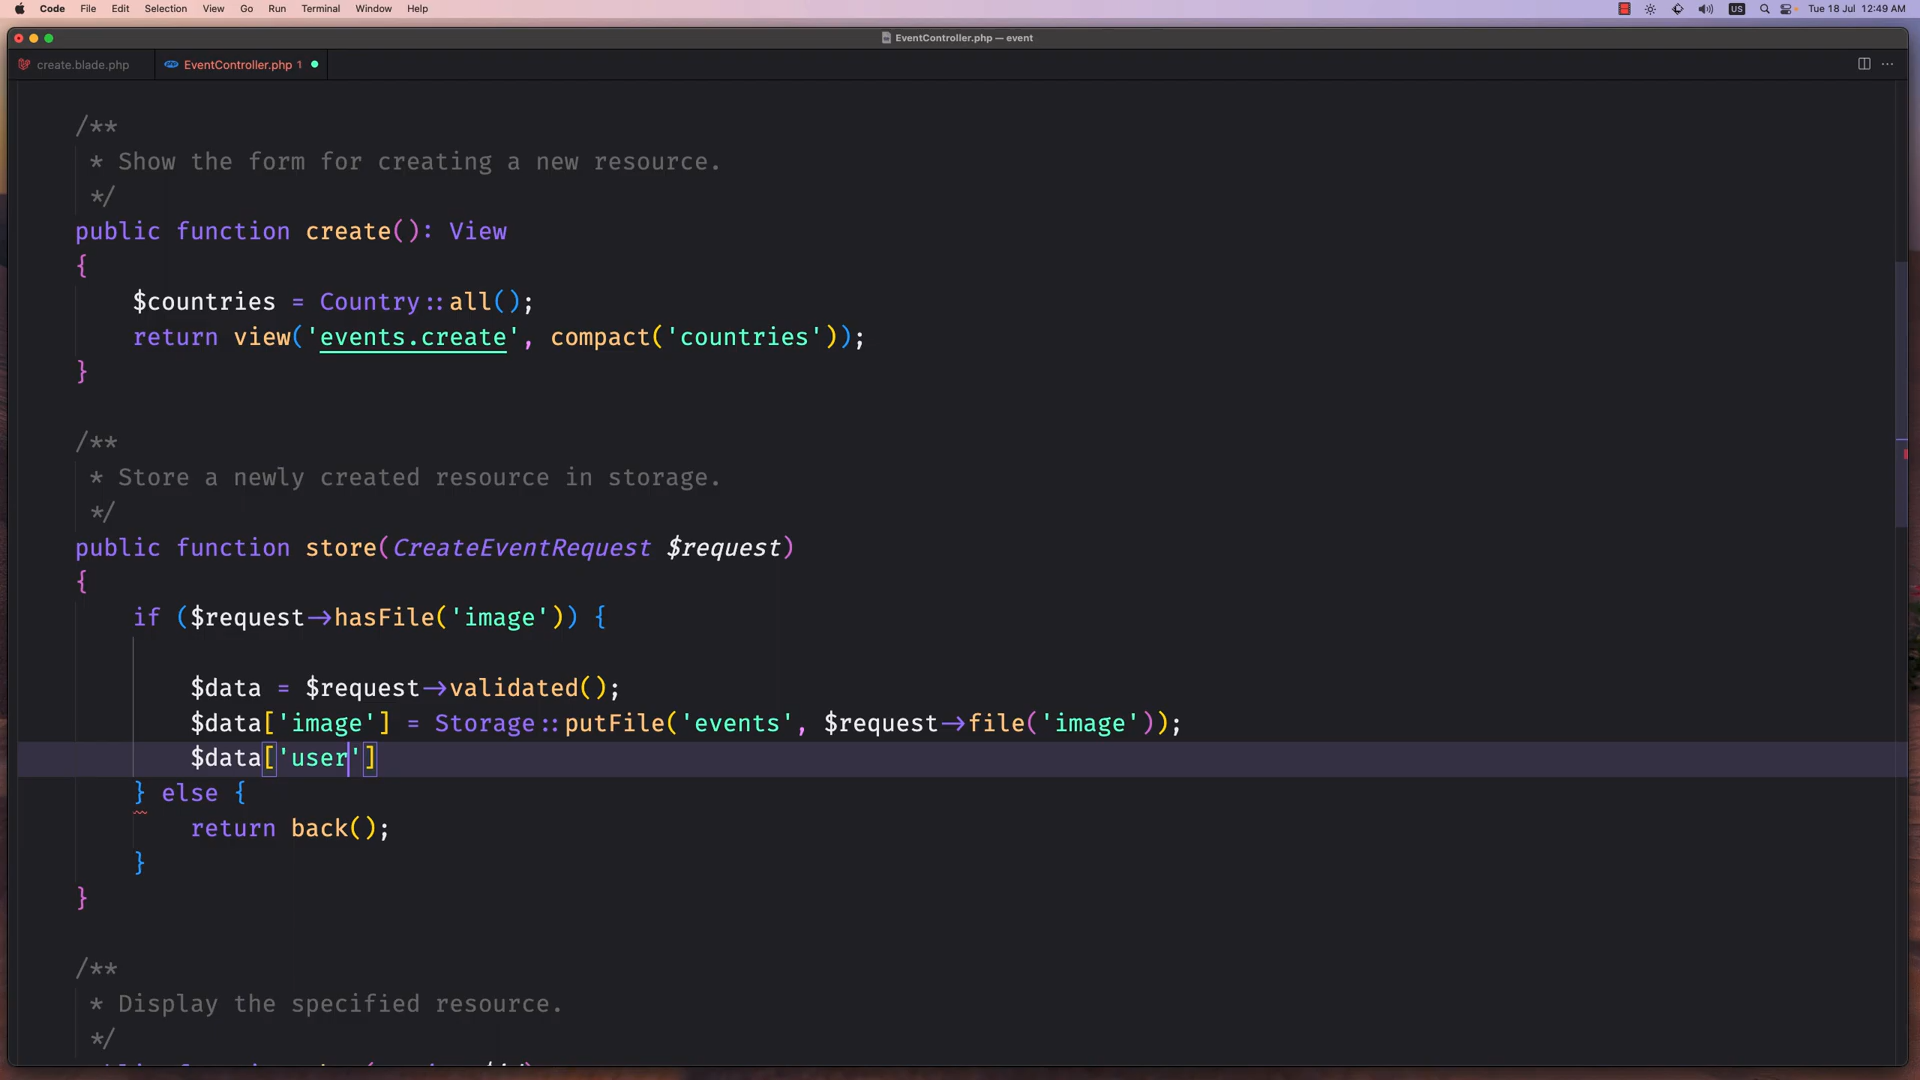 Code File Edit Selection View Go Run Terminal Window Help US Tue 18 Jul 12:49 AM
EventController.php — event
create.blade.php EventController.php 1
/**
* Show the form for creating a new resource.
*/
public function create(): View
{
$countries = Country::all();
return view('events.create', compact('countries'));
}
/**
* Store a newly created resource in storage.
*/
public function store(CreateEventRequest $request)
{
if ($request->hasFile('image')) {
$data = $request->validated();
$data['image'] = Storage::putFile('events', $request->file('image'));
$data['user']
} else {
return back();
}
}
/**
* Display the specified resource.
*/